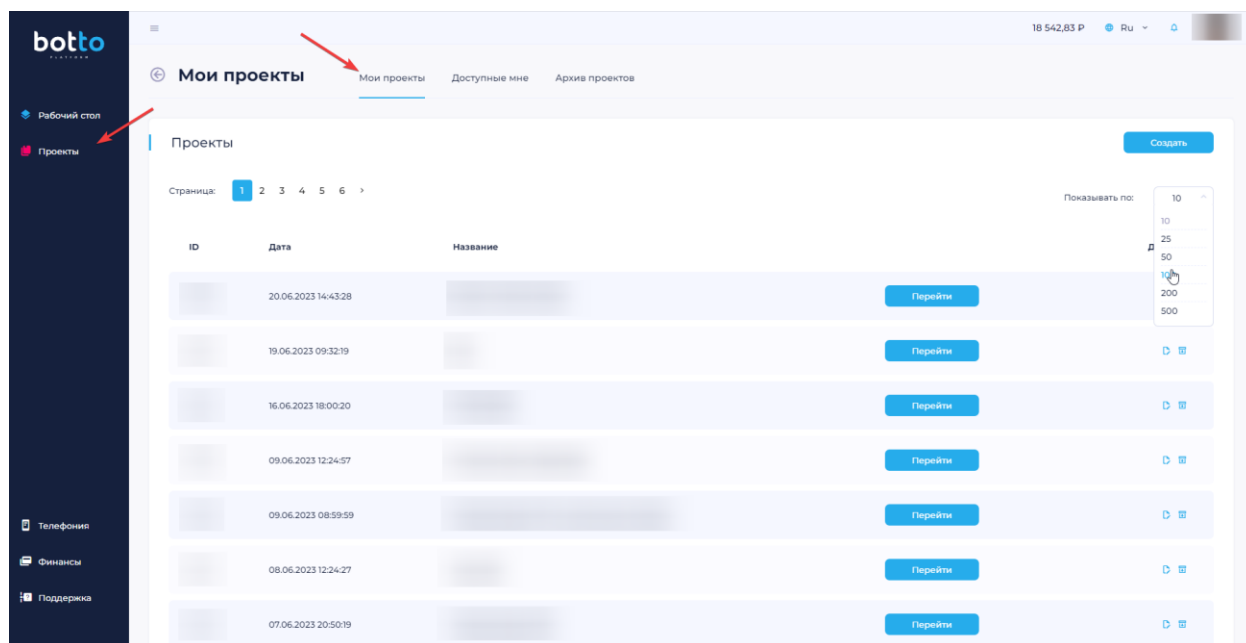 botto
PLATFORM
18 542,83 ₽ Ru
Мои проекты
Мои проекты Доступные мне Архив проектов
Рабочий стол
Проекты
Проекты
Создать
Страница: 1 2 3 4 5 6 >
Показывать по: 10
10
25
50
200
500
ID Дата Название
20.06.2023 14:43:28 Перейти
19.06.2023 09:32:19 Перейти
16.06.2023 18:00:20 Перейти
09.06.2023 12:24:57 Перейти
09.06.2023 08:59:59 Перейти
08.06.2023 12:24:27 Перейти
07.06.2023 20:50:19 Перейти
Телефония
Финансы
Поддержка